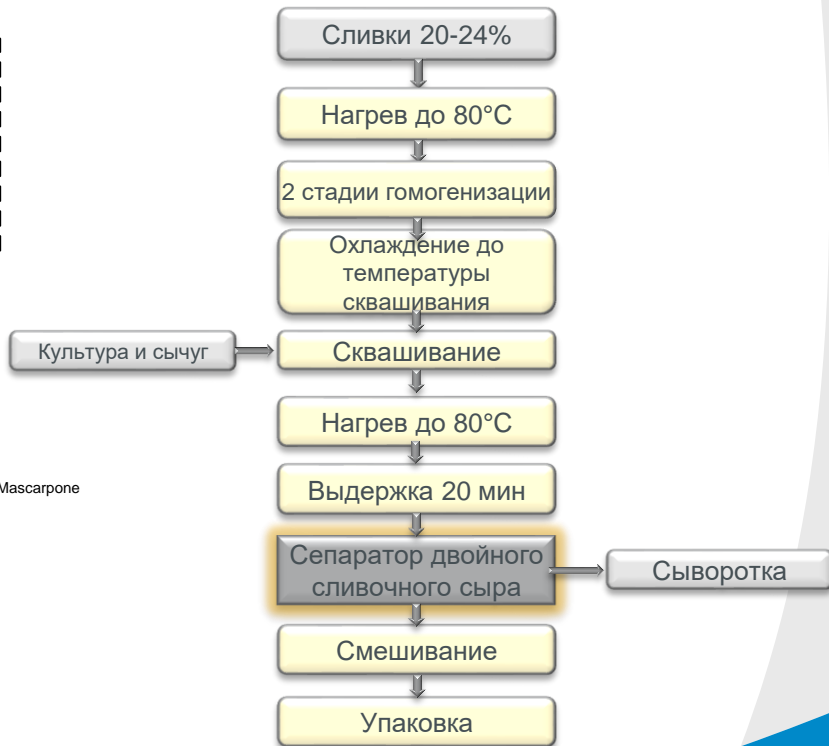 Сливки 20-24%
Нагрев до 80°C
2 стадии гомогенизации
Охлаждение до
температуры
сквашивания
Культура и сычуг
Сквашивание
Нагрев до 80°C
Mascarpone
Выдержка 20 мин
Сепаратор двойного
сливочного сыра
Сыворотка
Смешивание
Упаковка